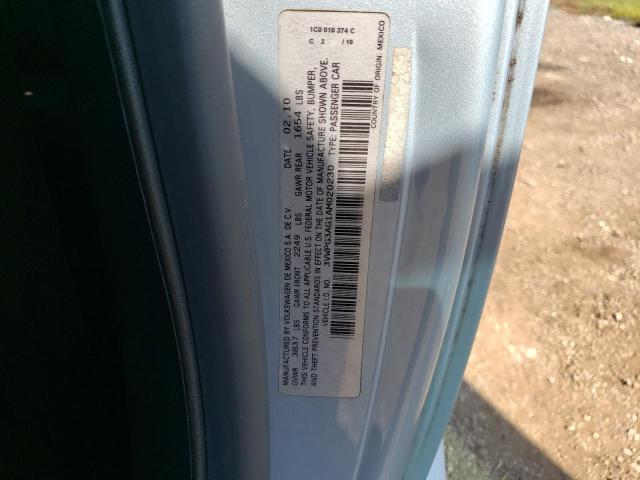 MANUFACTURED BY VOLKSWAGEN DE MEXICO S.A. DE C.V. DATE 02.10
GVWR 3837 LBS GAWR FRONT 2249 LBS GAWR REAR 1654 LBS
THIS VEHICLE CONFORMS TO ALL APPLICABLE U.S. FEDERAL MOTOR VEHICLE SAFETY, BUMPER,
AND THEFT PREVENTION STANDARDS IN EFFECT ON THE DATE OF MANUFACTURE SHOWN ABOVE.
VEHICLE I.D. NO. 3VWPG3AG1AM020230 TYPE: PASSENGER CAR
COUNTRY OF ORIGIN: MEXICO
1C0 010 374 C
C 2 / 10